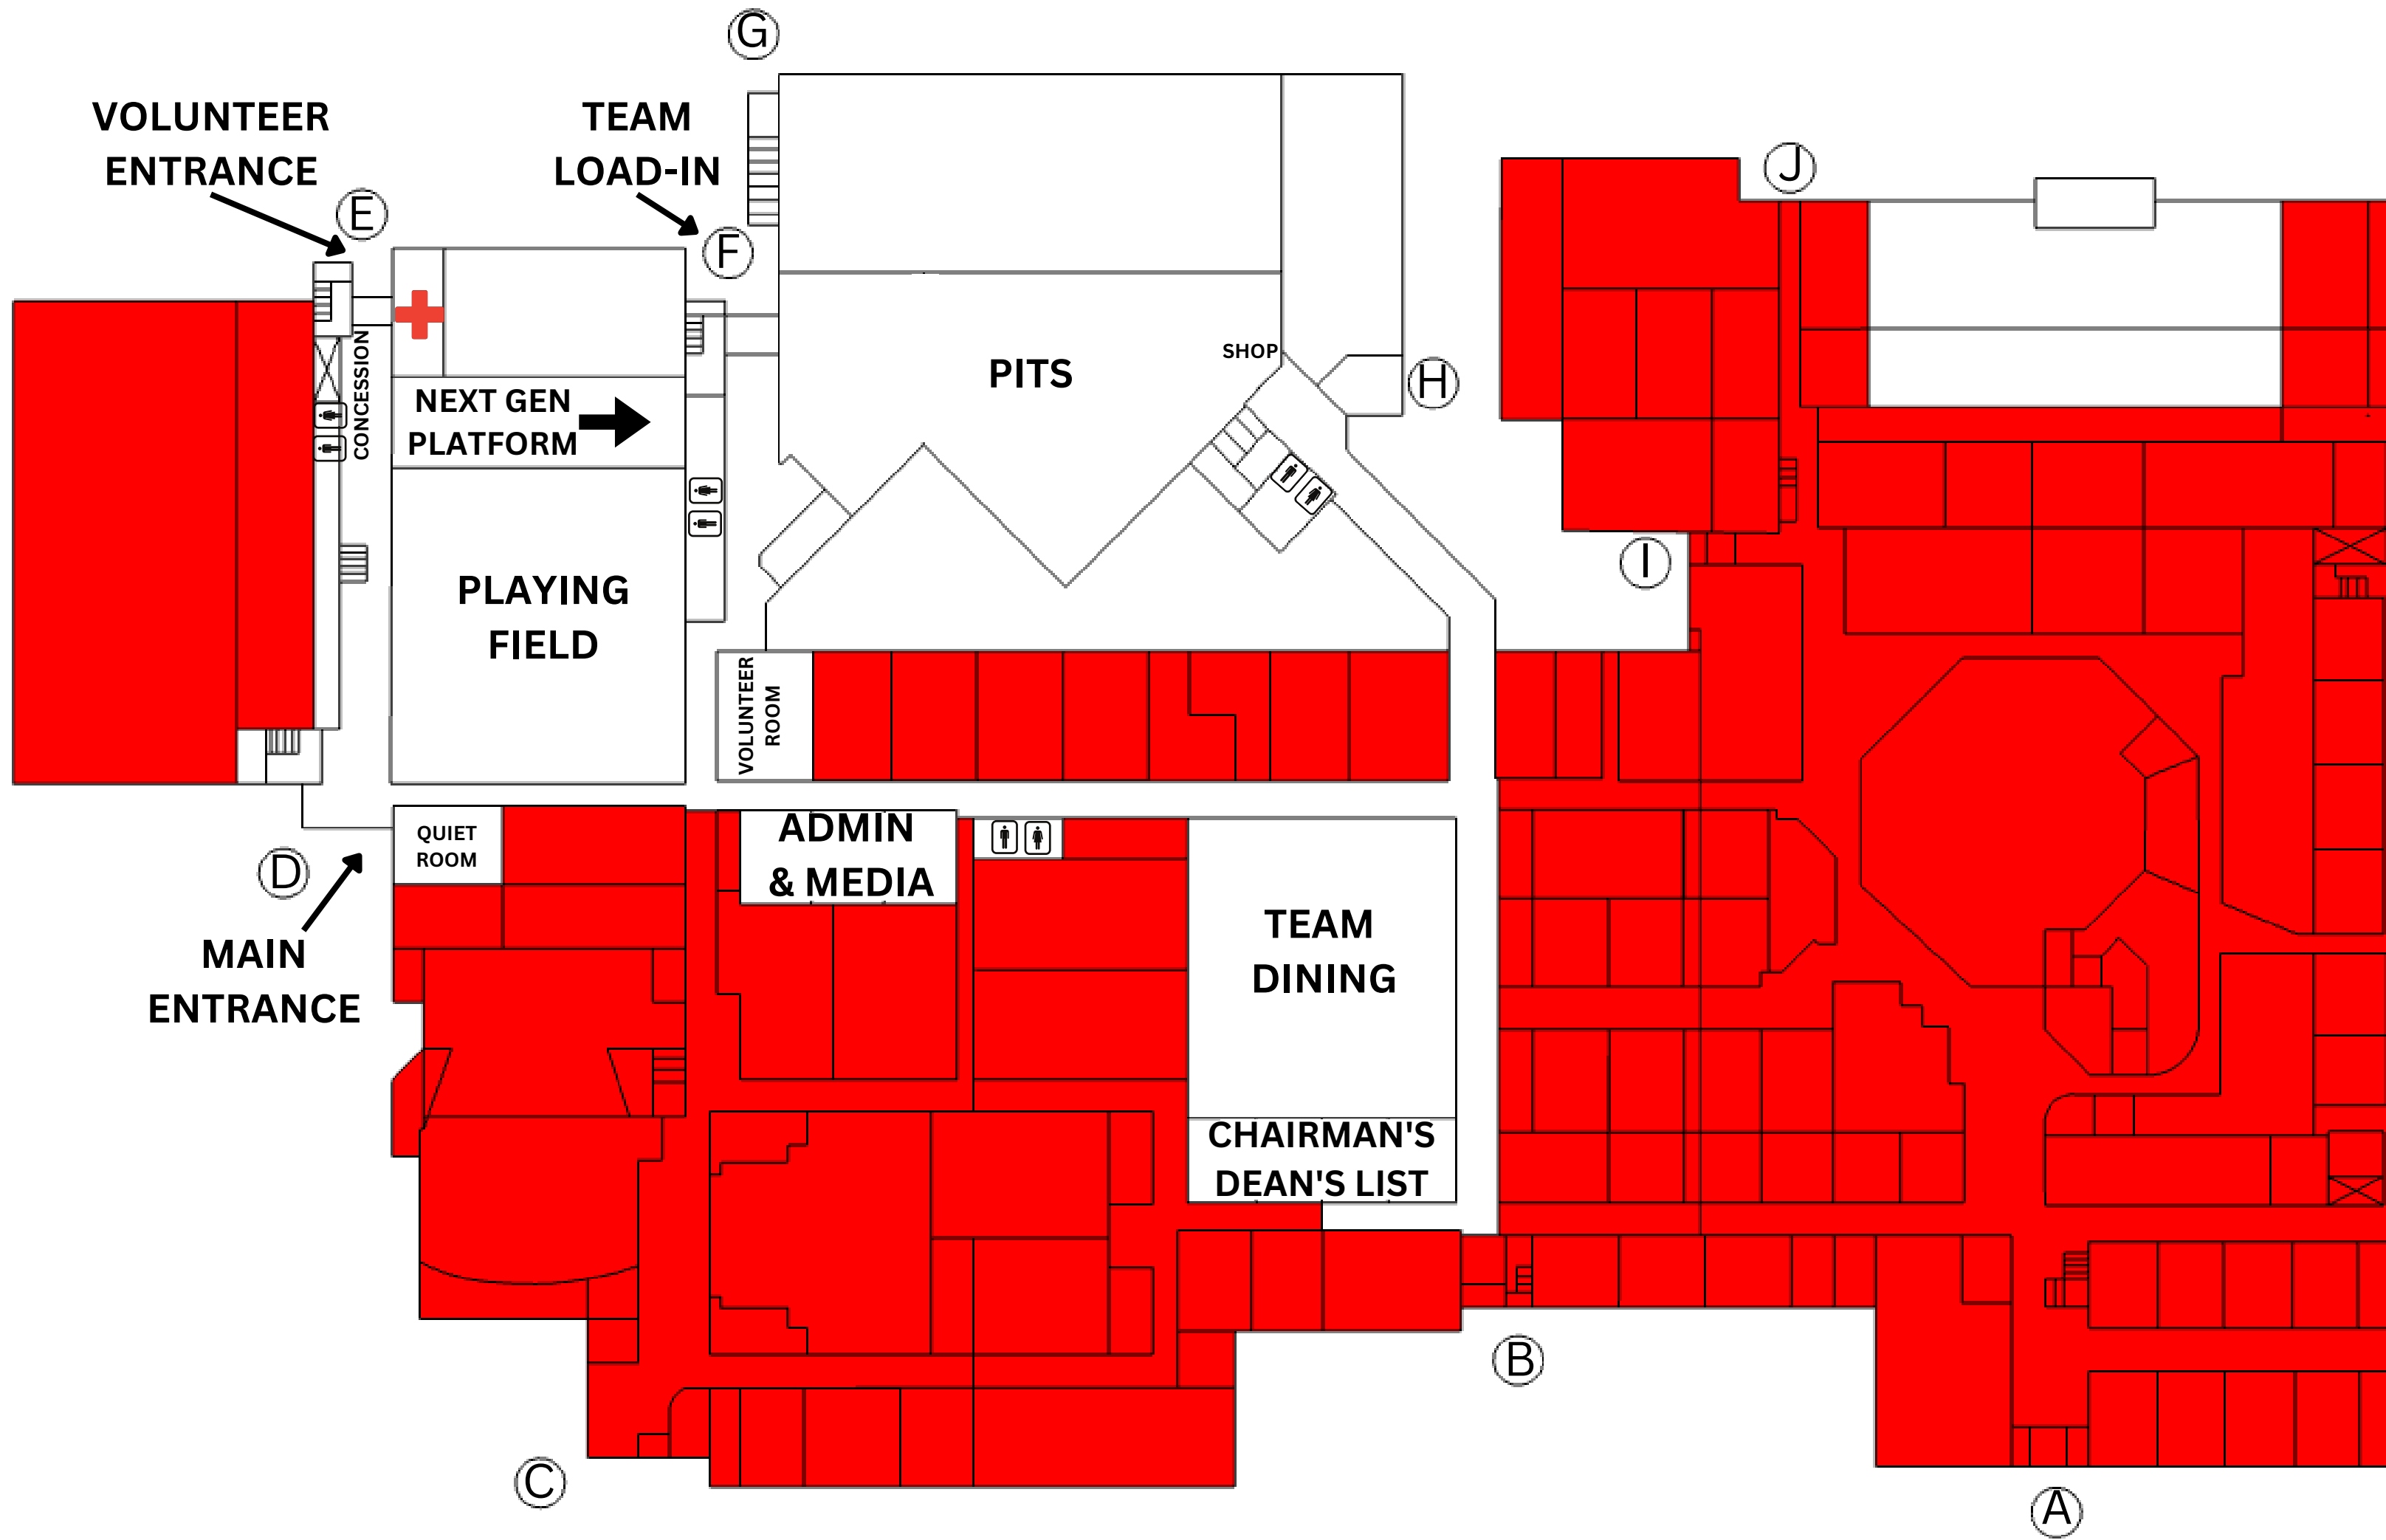 G
VOLUNTEER
ENTRANCE
TEAM
LOAD-IN
J
E
F
CONCESSION
NEXT GEN
PLATFORM
PITS
SHOP
H
I
PLAYING
FIELD
VOLUNTEER
ROOM
QUIET
ROOM
ADMIN
& MEDIA
D
MAIN
ENTRANCE
TEAM
DINING
CHAIRMAN'S
DEAN'S LIST
B
C
A